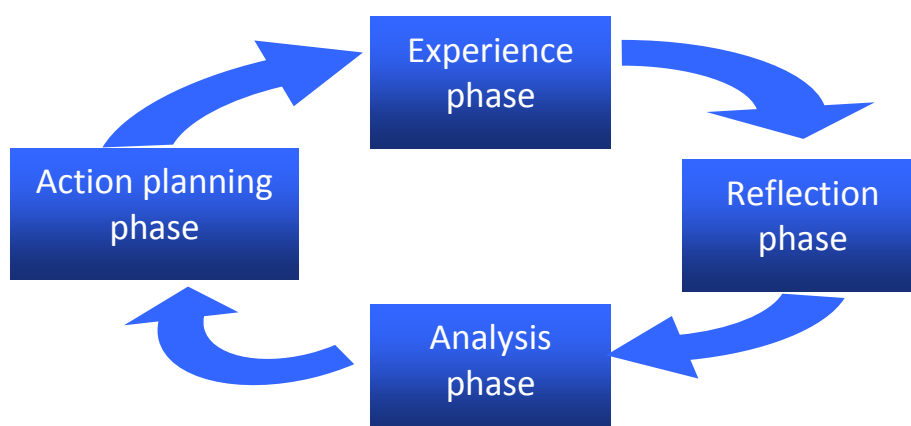 Experience
phase
Action planning
phase
Reflection
phase
Analysis
phase